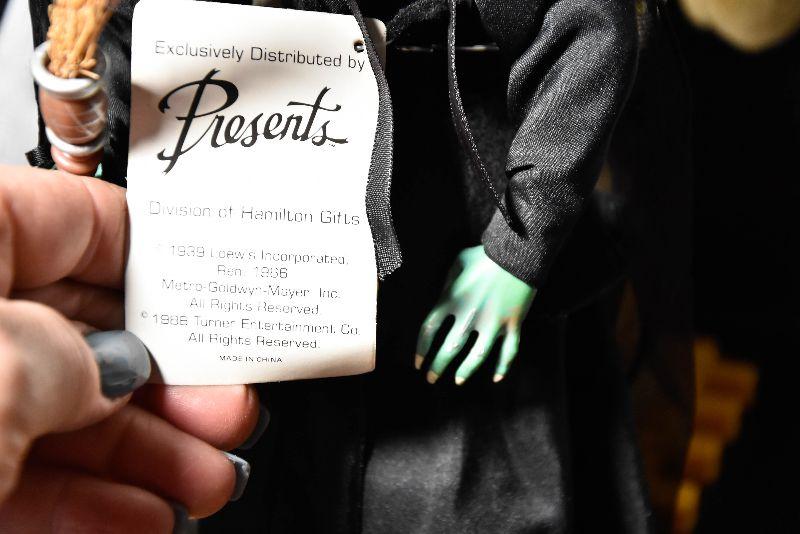 Exclusively Distributed by
Presents™
Division of Hamilton Gifts
© 1939 Loew's Incorporated,
Ren. 1966
Metro-Goldwyn-Mayer, Inc.
All Rights Reserved.
© 1986 Turner Entertainment Co.
All Rights Reserved.
MADE IN CHINA